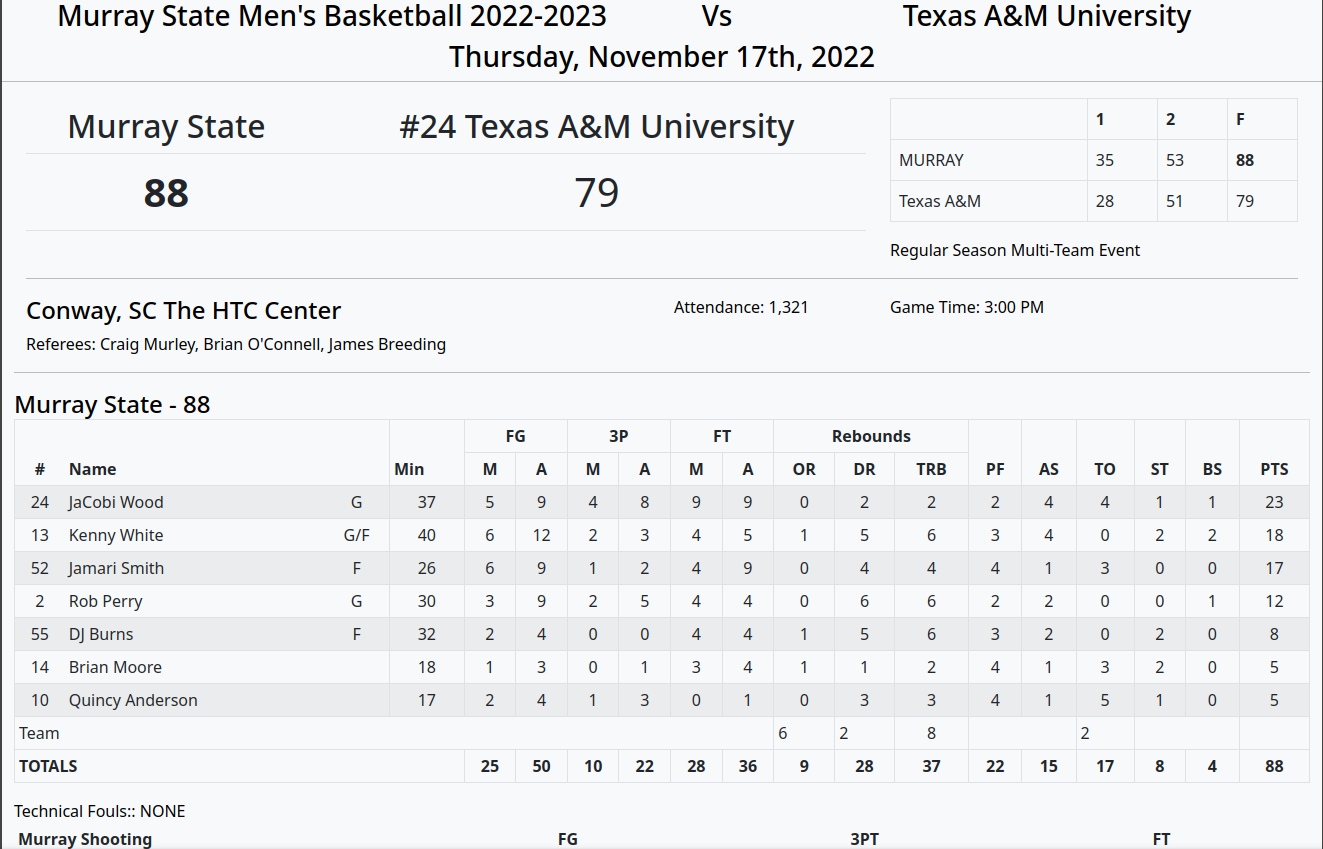 Murray State Men's Basketball 2022-2023 Vs Texas A&M University
Thursday, November 17th, 2022
Murray State #24 Texas A&M University
88 79
1 2 F
MURRAY 35 53 88
Texas A&M 28 51 79
Regular Season Multi-Team Event
Conway, SC The HTC Center Attendance: 1,321 Game Time: 3:00 PM
Referees: Craig Murley, Brian O'Connell, James Breeding
Murray State - 88
FG 3P FT Rebounds
# Name Min M A M A M A OR DR TRB PF AS TO ST BS PTS
24 JaCobi Wood G 37 5 9 4 8 9 9 0 2 2 2 4 4 1 1 23
13 Kenny White G/F 40 6 12 2 3 4 5 1 5 6 3 4 0 2 2 18
52 Jamari Smith F 26 6 9 1 2 4 9 0 4 4 4 1 3 0 0 17
2 Rob Perry G 30 3 9 2 5 4 4 0 6 6 2 2 0 0 1 12
55 DJ Burns F 32 2 4 0 0 4 4 1 5 6 3 2 0 2 0 8
14 Brian Moore 18 1 3 0 1 3 4 1 1 2 4 1 3 2 0 5
10 Quincy Anderson 17 2 4 1 3 0 1 0 3 3 4 1 5 1 0 5
Team 6 2 8 2
TOTALS 25 50 10 22 28 36 9 28 37 22 15 17 8 4 88
Technical Fouls:: NONE
Murray Shooting FG 3PT FT